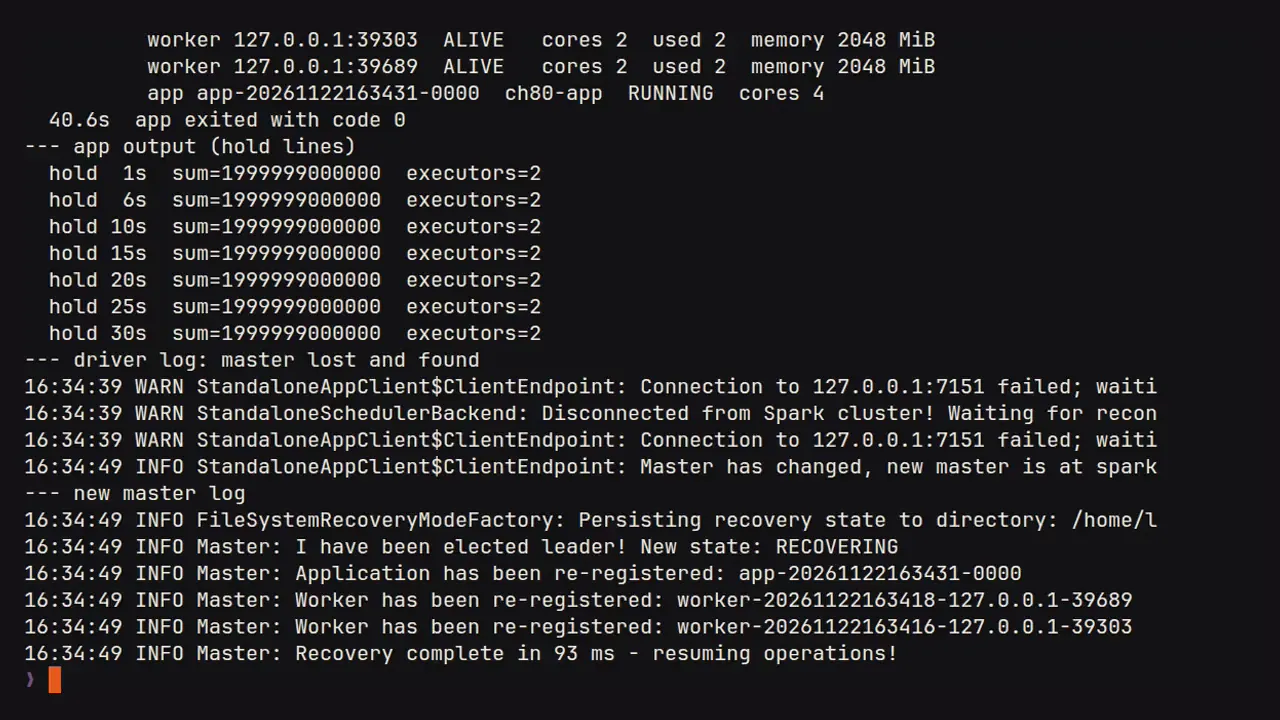 worker 127.0.0.1:39303  ALIVE   cores 2  used 2  memory 2048 MiB
worker 127.0.0.1:39689  ALIVE   cores 2  used 2  memory 2048 MiB
app app-20261122163431-0000  ch80-app  RUNNING  cores 4
40.6s  app exited with code 0
--- app output (hold lines)
hold  1s  sum=1999999000000  executors=2
hold  6s  sum=1999999000000  executors=2
hold 10s  sum=1999999000000  executors=2
hold 15s  sum=1999999000000  executors=2
hold 20s  sum=1999999000000  executors=2
hold 25s  sum=1999999000000  executors=2
hold 30s  sum=1999999000000  executors=2
--- driver log: master lost and found
16:34:39 WARN StandaloneAppClient$ClientEndpoint: Connection to 127.0.0.1:7151 failed; waiti
16:34:39 WARN StandaloneSchedulerBackend: Disconnected from Spark cluster! Waiting for recon
16:34:39 WARN StandaloneAppClient$ClientEndpoint: Connection to 127.0.0.1:7151 failed; waiti
16:34:49 INFO StandaloneAppClient$ClientEndpoint: Master has changed, new master is at spark
--- new master log
16:34:49 INFO FileSystemRecoveryModeFactory: Persisting recovery state to directory: /home/l
16:34:49 INFO Master: I have been elected leader! New state: RECOVERING
16:34:49 INFO Master: Application has been re-registered: app-20261122163431-0000
16:34:49 INFO Master: Worker has been re-registered: worker-20261122163418-127.0.0.1-39689
16:34:49 INFO Master: Worker has been re-registered: worker-20261122163416-127.0.0.1-39303
16:34:49 INFO Master: Recovery complete in 93 ms - resuming operations!
❯